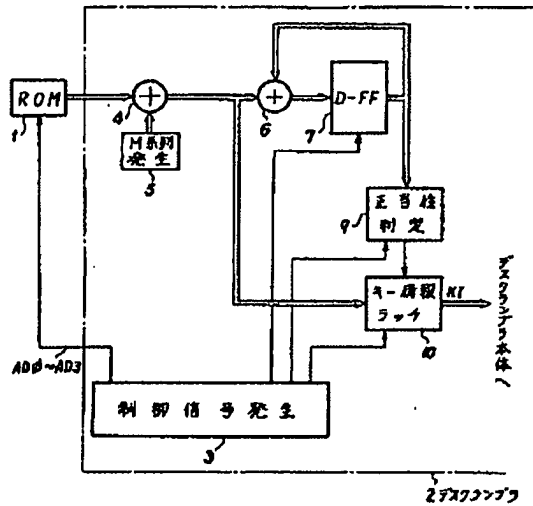 ROM
1
4
M系列
発生
5
6
D-FF
7
正当性
判定
9
キー情報
ラッチ
10
KI
デスクランブラ本体へ
AD0〜AD3
制御信号発生
3
2 デスクランブラ